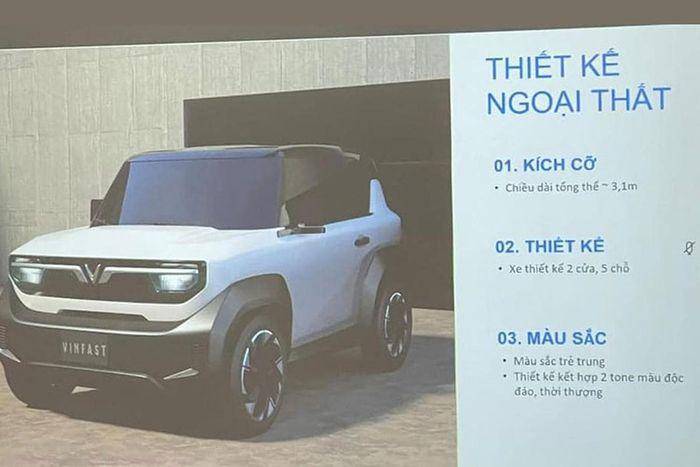 THIẾT KẾ
NGOẠI THẤT
01. KÍCH CỠ
• Chiều dài tổng thể ~ 3,1m
02. THIẾT KẾ
• Xe thiết kế 2 cửa, 5 chỗ
03. MÀU SẮC
• Màu sắc trẻ trung
• Thiết kế kết hợp 2 tone màu độc
đáo, thời thượng
VINFAST